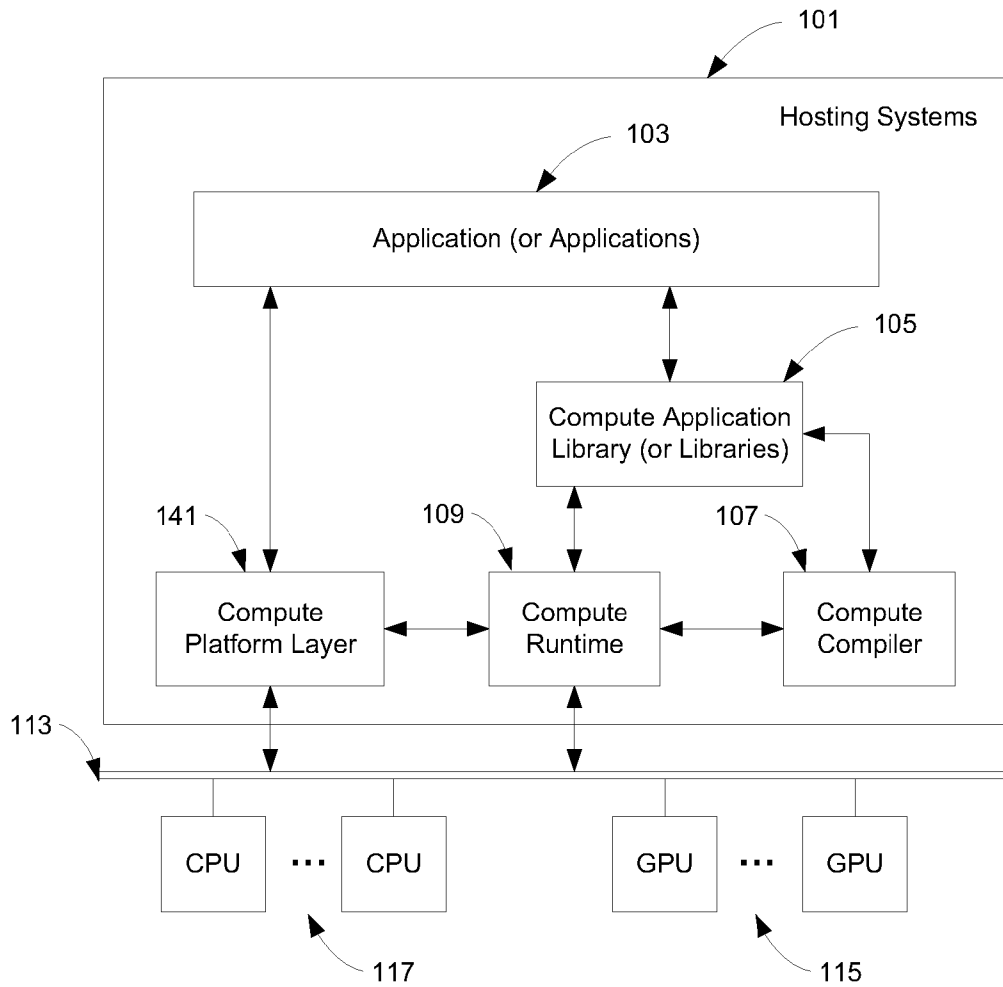 101
Hosting Systems
103
Application (or Applications)
105
Compute Application
Library (or Libraries)
141
109
107
Compute
Platform Layer
Compute
Runtime
Compute
Compiler
113
CPU
...
CPU
GPU
...
GPU
117
115